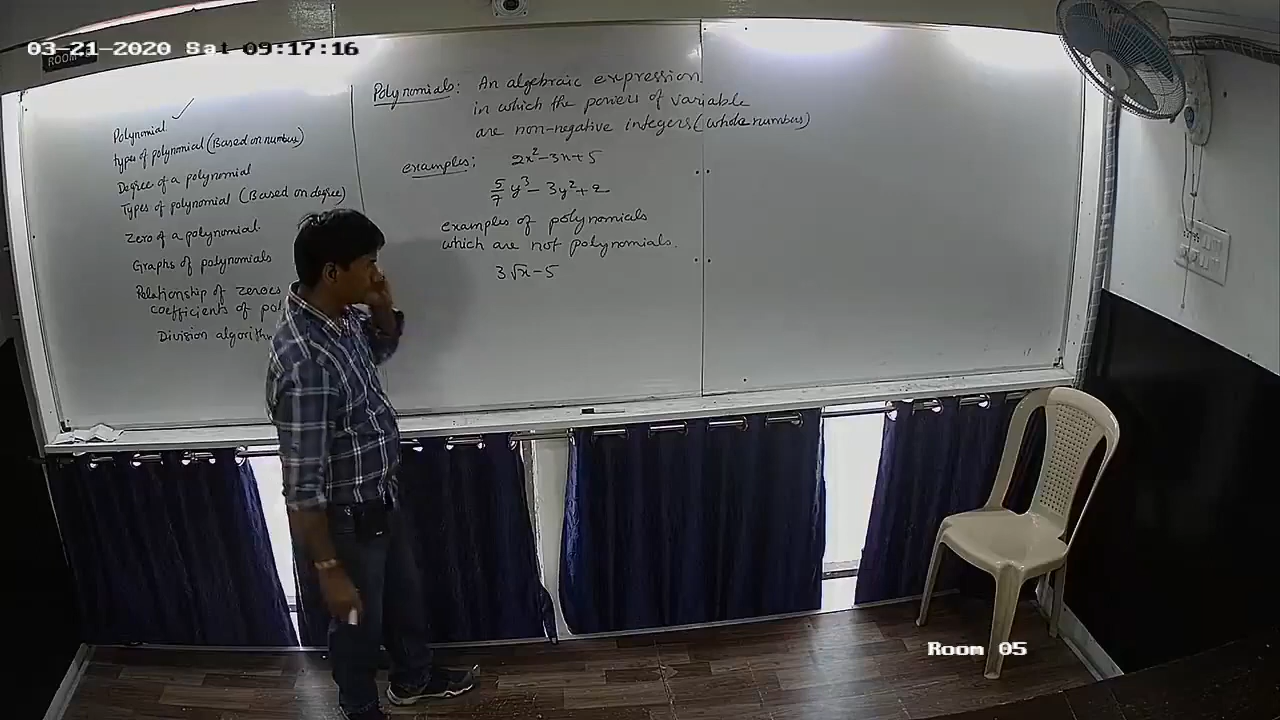 03-21-2020 Sat 09:17:16
ROOM
Polynomial ✓
types of polynomial (Based on numbers)
Degree of a polynomial
Types of polynomial (Based on degree)
Zero of a polynomial.
Graphs of polynomials
Relationship of zeroes
coefficients of pol
Division algorithm
Polynomials: An algebraic expression
in which the powers of variable
are non-negative integers (whole numbers)
examples: 2x²-3x+5
5/7 y³ - 3y² + 2
examples of polynomials
which are not polynomials.
3√x-5
Room 05